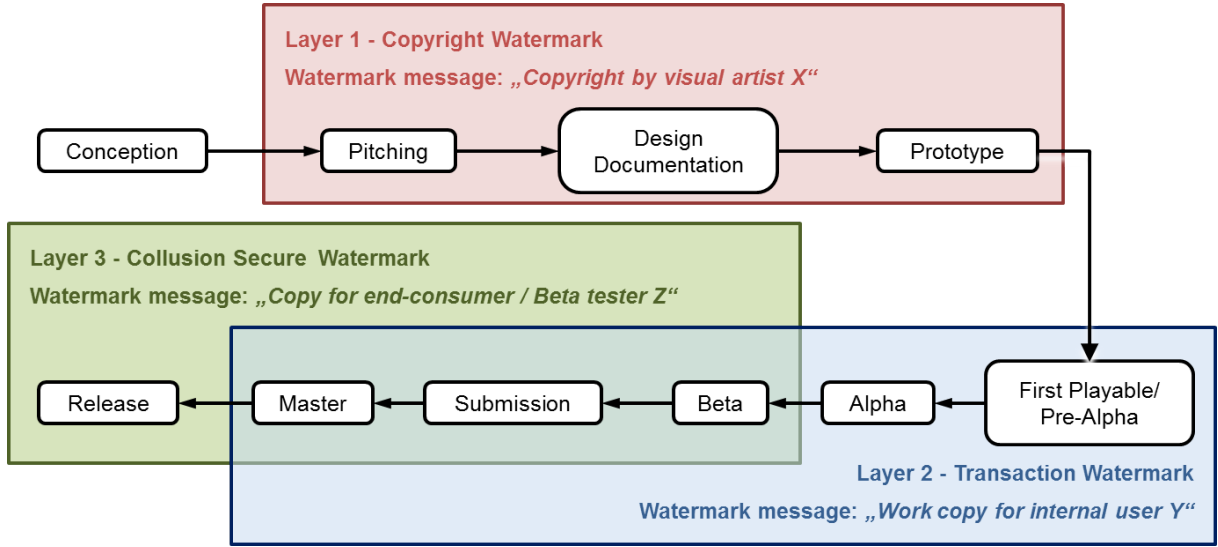 Layer 1 - Copyright Watermark
Watermark message: „Copyright by visual artist X“
Conception
Pitching
Design
Documentation
Prototype
Layer 3 - Collusion Secure Watermark
Watermark message: „Copy for end-consumer / Beta tester Z“
Release
Master
Submission
Beta
Alpha
First Playable/
Pre-Alpha
Layer 2 - Transaction Watermark
Watermark message: „Work copy for internal user Y“